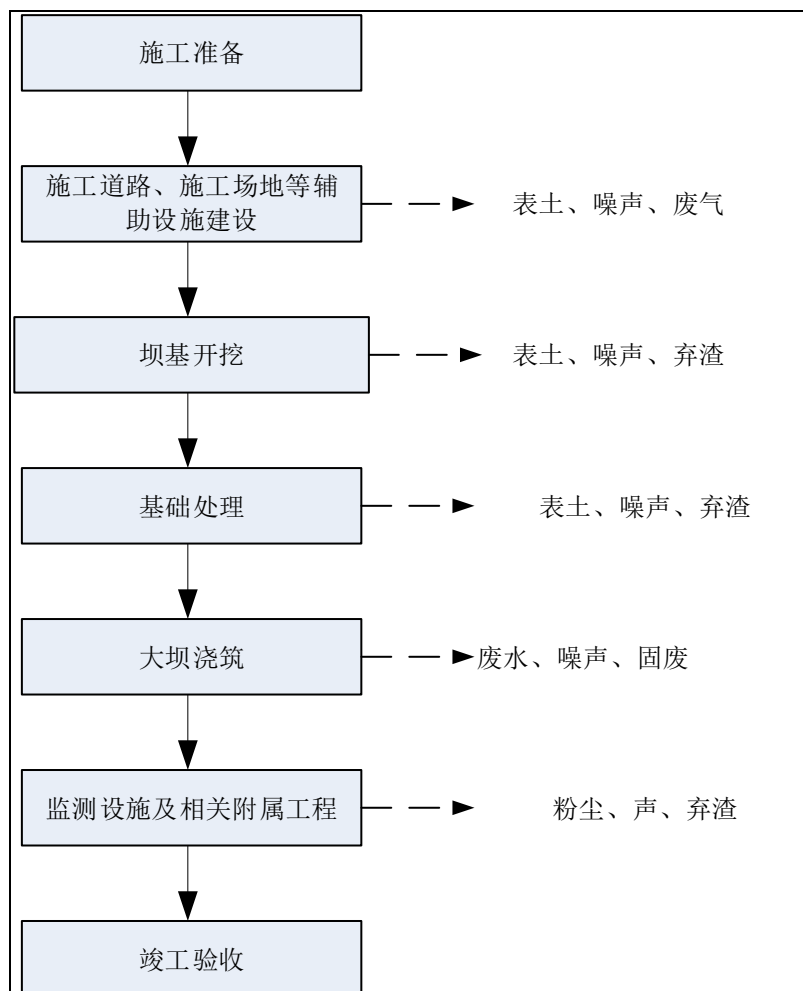 施工准备
施工道路、施工场地等辅
助设施建设
表土、噪声、废气
坝基开挖
表土、噪声、弃渣
基础处理
表土、噪声、弃渣
大坝浇筑
废水、噪声、固废
监测设施及相关附属工程
粉尘、声、弃渣
竣工验收